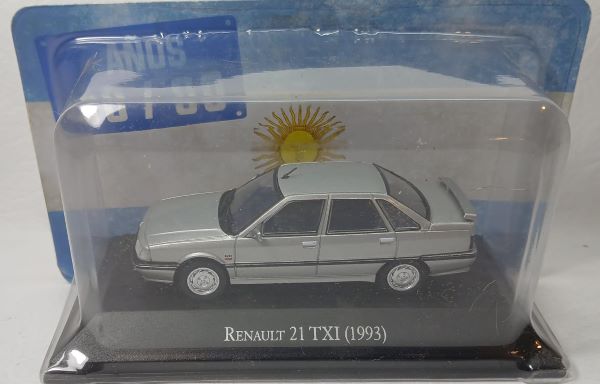 AÑOS
RENAULT 21 TXI (1993)